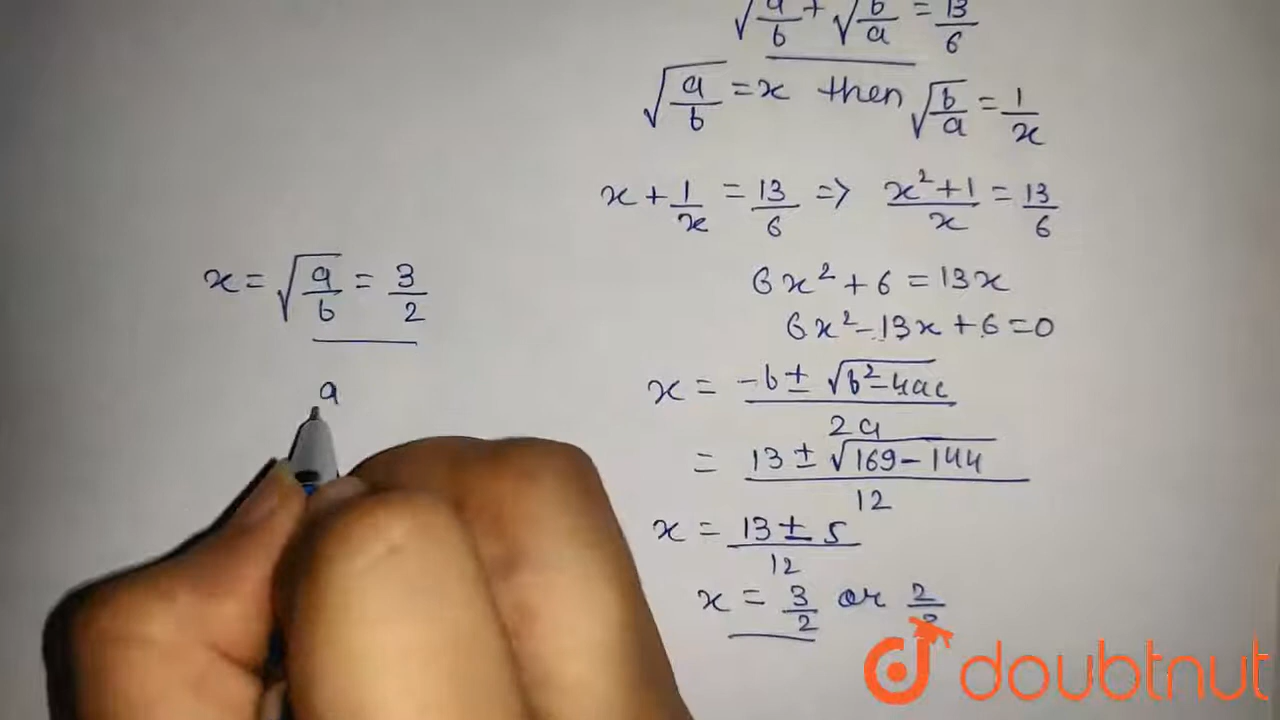 √a/b + √b/a = 13/6
√a/b = x then √b/a = 1/x
x + 1/x = 13/6 => x² + 1/x = 13/6
6x² + 6 = 13x
6x² - 13x + 6 = 0
x = -b ± √b² - 4ac/2a
= 13 ± √169 - 144/12
x = 13 ± 5/12
x = 3/2 or 2/
x = √a/b = 3/2
a
doubtnut